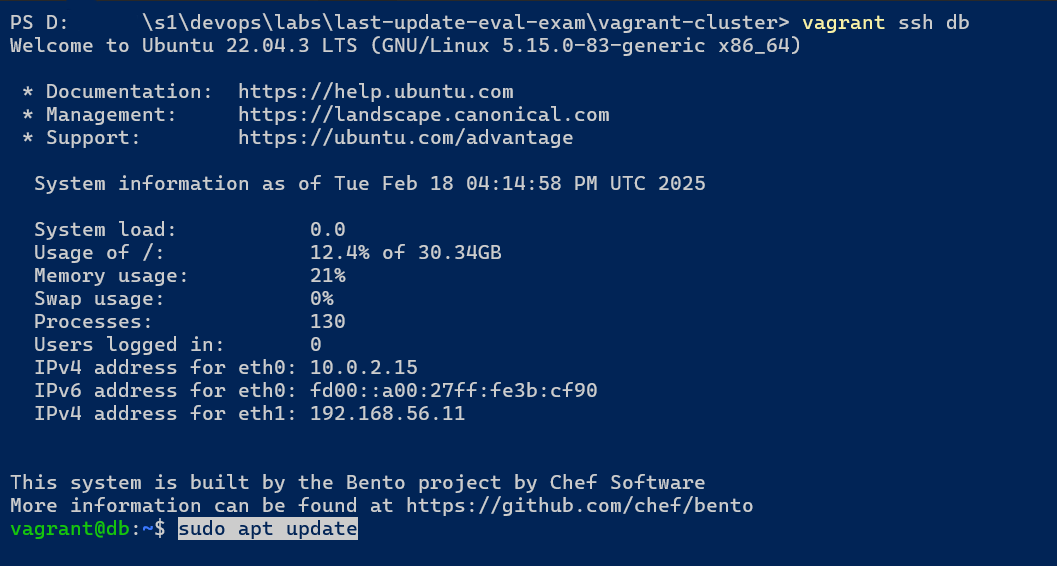 PS D:      \s1\devops\labs\last-update-eval-exam\vagrant-cluster> vagrant ssh db
Welcome to Ubuntu 22.04.3 LTS (GNU/Linux 5.15.0-83-generic x86_64)

 * Documentation:  https://help.ubuntu.com
 * Management:     https://landscape.canonical.com
 * Support:        https://ubuntu.com/advantage

  System information as of Tue Feb 18 04:14:58 PM UTC 2025

  System load:           0.0
  Usage of /:            12.4% of 30.34GB
  Memory usage:          21%
  Swap usage:            0%
  Processes:             130
  Users logged in:       0
  IPv4 address for eth0: 10.0.2.15
  IPv6 address for eth0: fd00::a00:27ff:fe3b:cf90
  IPv4 address for eth1: 192.168.56.11


This system is built by the Bento project by Chef Software
More information can be found at https://github.com/chef/bento
vagrant@db:~$ sudo apt update